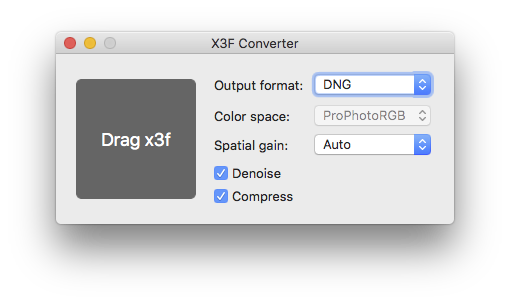 X3F Converter
Drag x3f
Output format: DNG
Color space: ProPhotoRGB
Spatial gain: Auto
Denoise
Compress